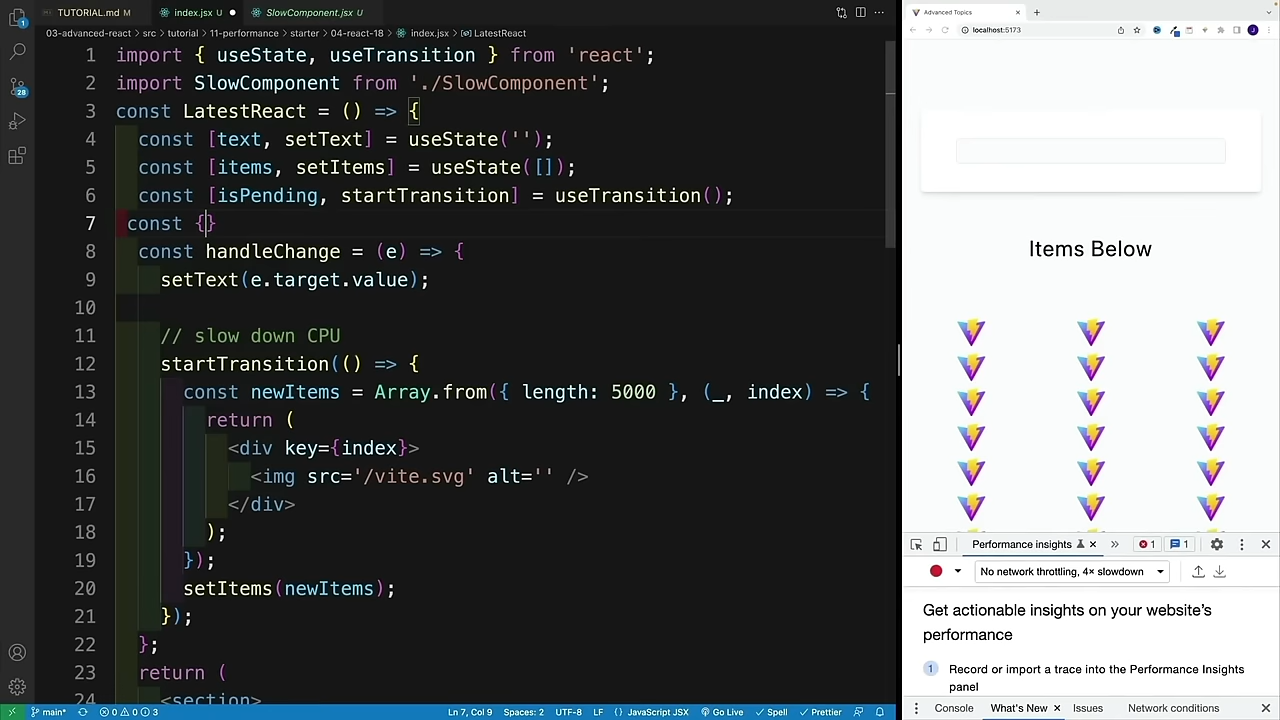 TUTORIAL.md M
index.jsx U
SlowComponent.jsx U
03-advanced-react
src
tutorial
starter
04-react-18
index.jsx
LatestReact
1 import { useState, useTransition } from 'react';
2 import SlowComponent from './SlowComponent';
3 const LatestReact = () => {
4 const [text, setText] = useState('');
5 const [items, setItems] = useState([]);
6 const [isPending, startTransition] = useTransition();
7 const {}
8 const handleChange = (e) => {
9 setText(e.target.value);
10
11 // slow down CPU
12 startTransition(() => {
13 const newItems = Array.from({ length: 5000 }, (_, index) => {
14 return (
15 <div key={index}>
16 <img src='/vite.svg' alt='' />
17 </div>
18 );
19 });
20 setItems(newItems);
21 });
22 };
23 return (
24 <section>
1
28
main*
0 0 3
Ln 7, Col 9
Spaces: 2
UTF-8
LF
{ } JavaScript JSX
Go Live
Spell
Prettier
Advanced Topics
localhost:5173
J
Items Below
Performance insights
1
1
No network throttling, 4× slowdown
Get actionable insights on your website's
performance
1 Record or import a trace into the Performance Insights
panel
Console
What's New
Issues
Network conditions